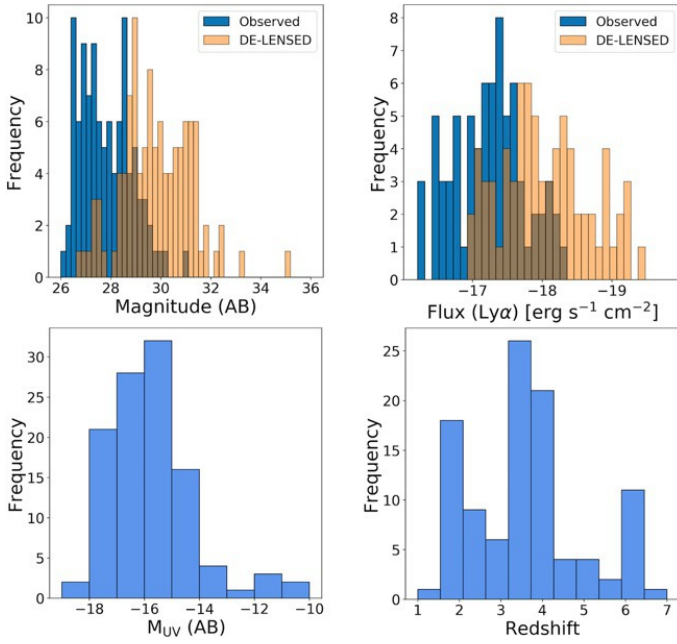 10
8
6
4
2
0
Frequency
Observed
DE-LENSED
26 28 30 32 34 36
Magnitude (AB)
8
7
6
5
4
3
2
1
0
Frequency
Observed
DE-LENSED
−17 −18 −19
Flux (Lyα) [erg s⁻¹ cm⁻²]
30
25
20
15
10
5
0
Frequency
−18 −16 −14 −12 −10
M_UV (AB)
25
20
15
10
5
0
Frequency
1 2 3 4 5 6 7
Redshift